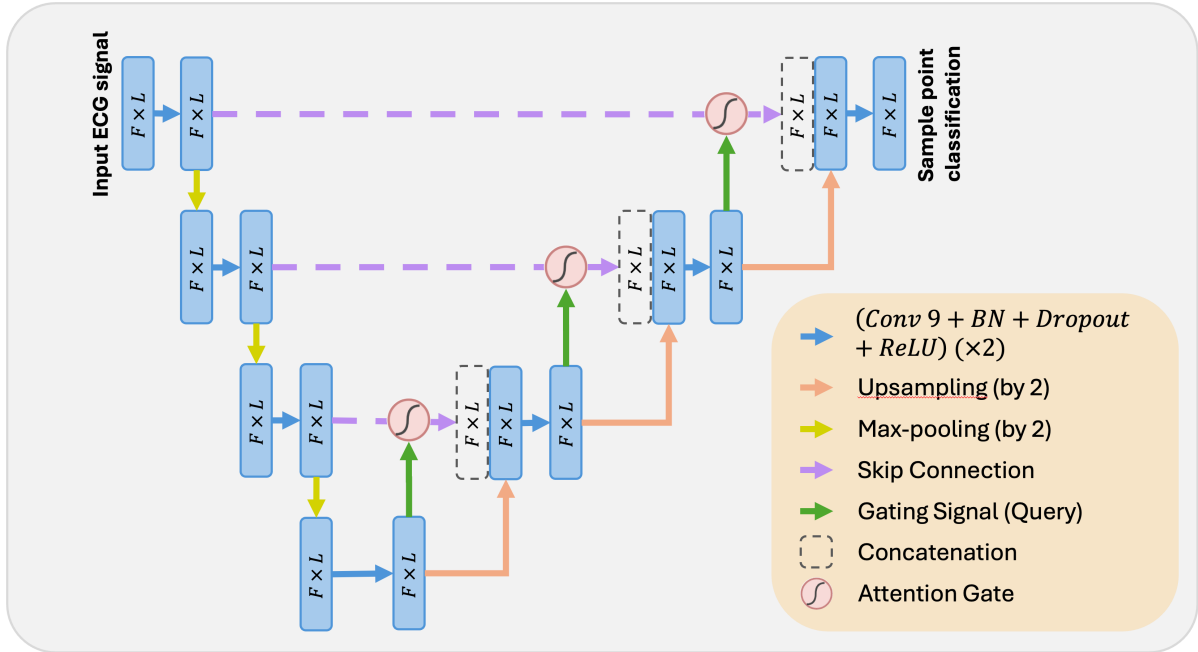 Input ECG signal
F × L
F × L
F × L
F × L
F × L
Sample point
classification
F × L
F × L
F × L
F × L
F × L
F × L
F × L
F × L
F × L
F × L
F × L
F × L
(Conv 9 + BN + Dropout
+ ReLU) (×2)
Upsampling (by 2)
Max-pooling (by 2)
Skip Connection
Gating Signal (Query)
Concatenation
Attention Gate